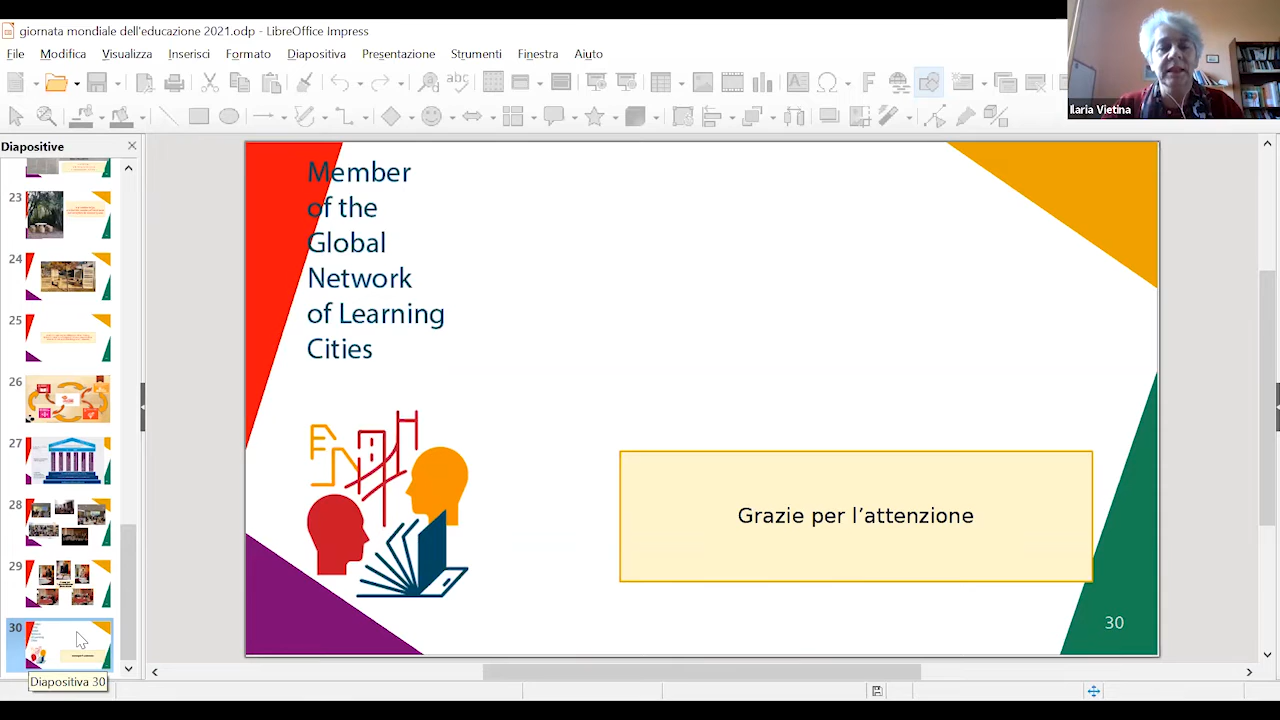 giornata mondiale dell'educazione 2021.odp - LibreOffice Impress
File Modifica Visualizza Inserisci Formato Diapositiva Presentazione Strumenti Finestra Aiuto
Ilaria Vietina
Diapositive
23
24
25
26
27
28
29
30
Diapositiva 30
Member
of the
Global
Network
of Learning
Cities
Grazie per l’attenzione
30